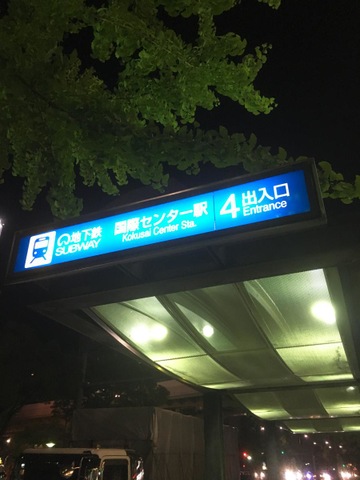 地下鉄
SUBWAY
国際センター駅
Kokusai Center Sta.
4 出入口
Entrance